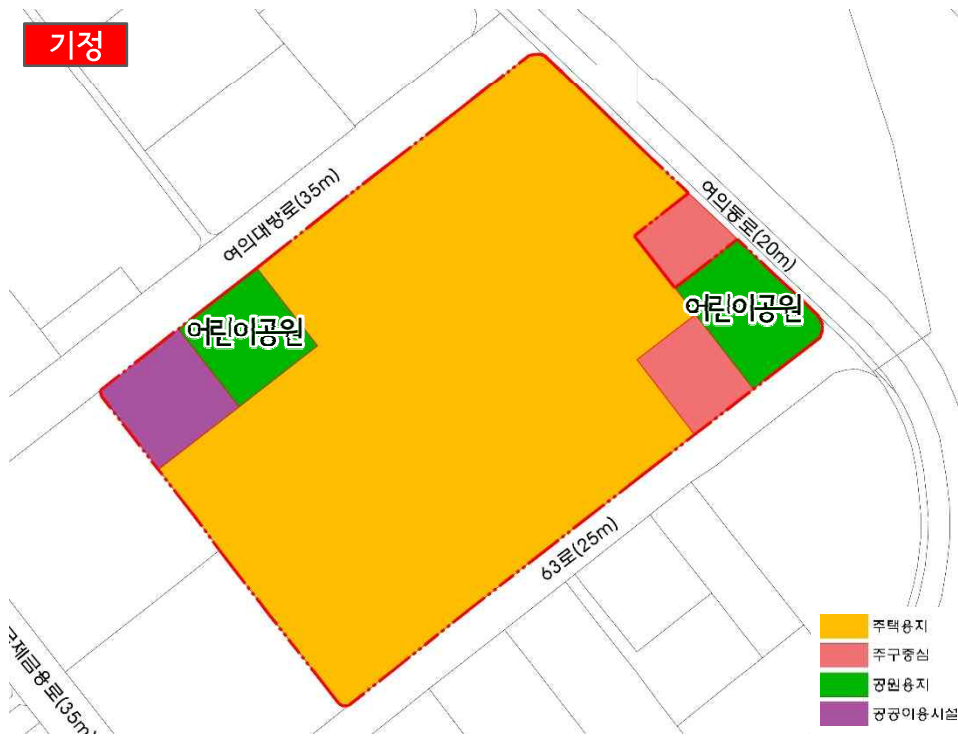 기정
여의대방로(35m)
여의동로(20m)
어린이공원
어린이공원
63로(25m)
제금융로(35m)
주택용지
주구중심
공원용지
공공이용시설